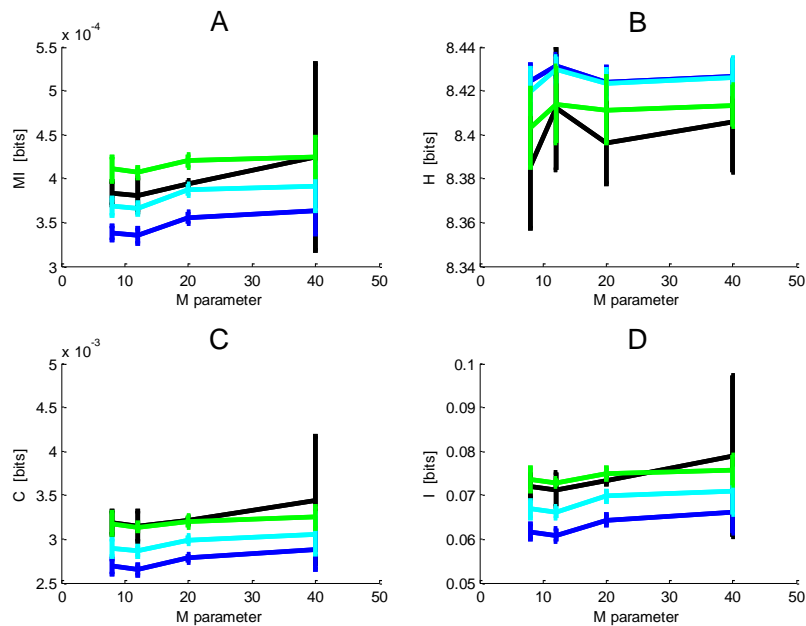 A
x 10⁻⁴
5.5
5
4.5
4
3.5
3
MI [bits]
0 10 20 30 40 50
M parameter
B
8.44
8.42
8.4
8.38
8.36
8.34
H [bits]
0 10 20 30 40 50
M parameter
C
x 10⁻³
5
4.5
4
3.5
3
2.5
C [bits]
0 10 20 30 40 50
M parameter
D
0.1
0.09
0.08
0.07
0.06
0.05
I [bits]
0 10 20 30 40 50
M parameter